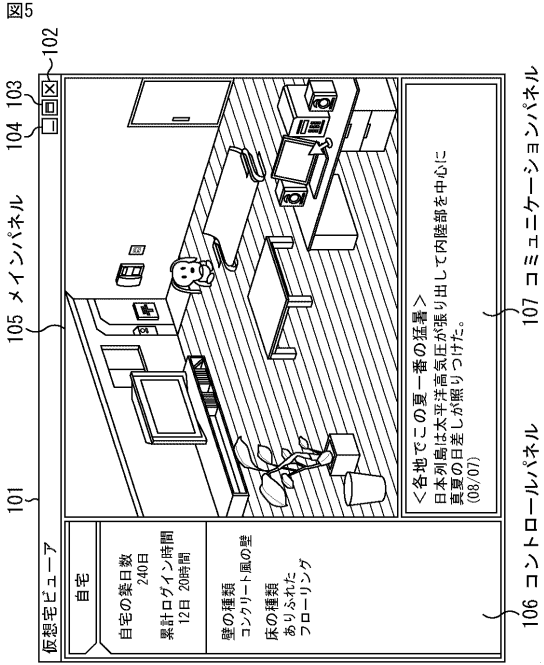 図5
101
105 メインパネル
104
103
102
仮想宅ビューア
自宅
自宅の築日数
240日
累計ログイン時間
12日 20時間
壁の種類
コンクリート風の壁
床の種類
ありふれた
フローリング
<各地でこの夏一番の猛暑>
日本列島は太平洋高気圧が張り出して内陸部を中心に
真夏の日差しが照りつけた。
(08/07)
106 コントロールパネル
107 コミュニケーションパネル